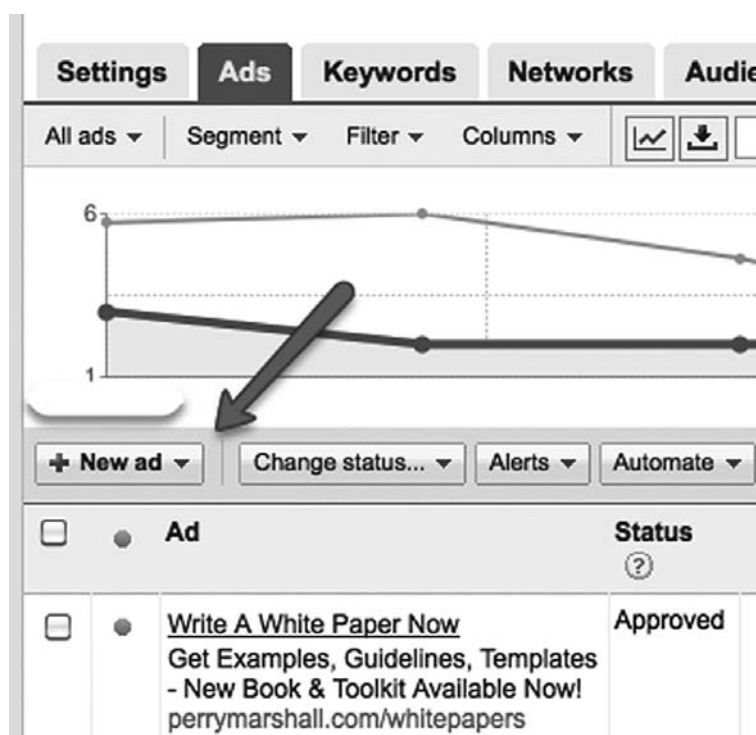 Settings Ads Keywords Networks
All ads Segment Filter Columns
6
1
+ New ad Change status... Alerts Automate
Ad Status
?
Write A White Paper Now Approved
Get Examples, Guidelines, Templates
- New Book & Toolkit Available Now!
perrymarshall.com/whitepapers